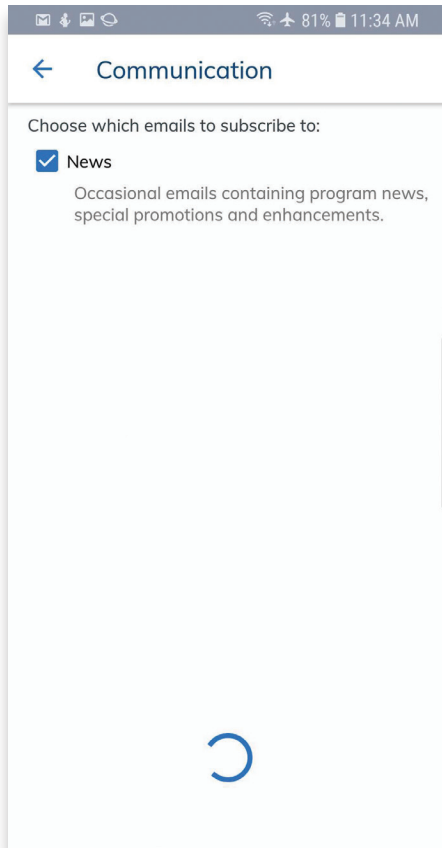 81% 11:34 AM
Communication
Choose which emails to subscribe to:
News
Occasional emails containing program news,
special promotions and enhancements.